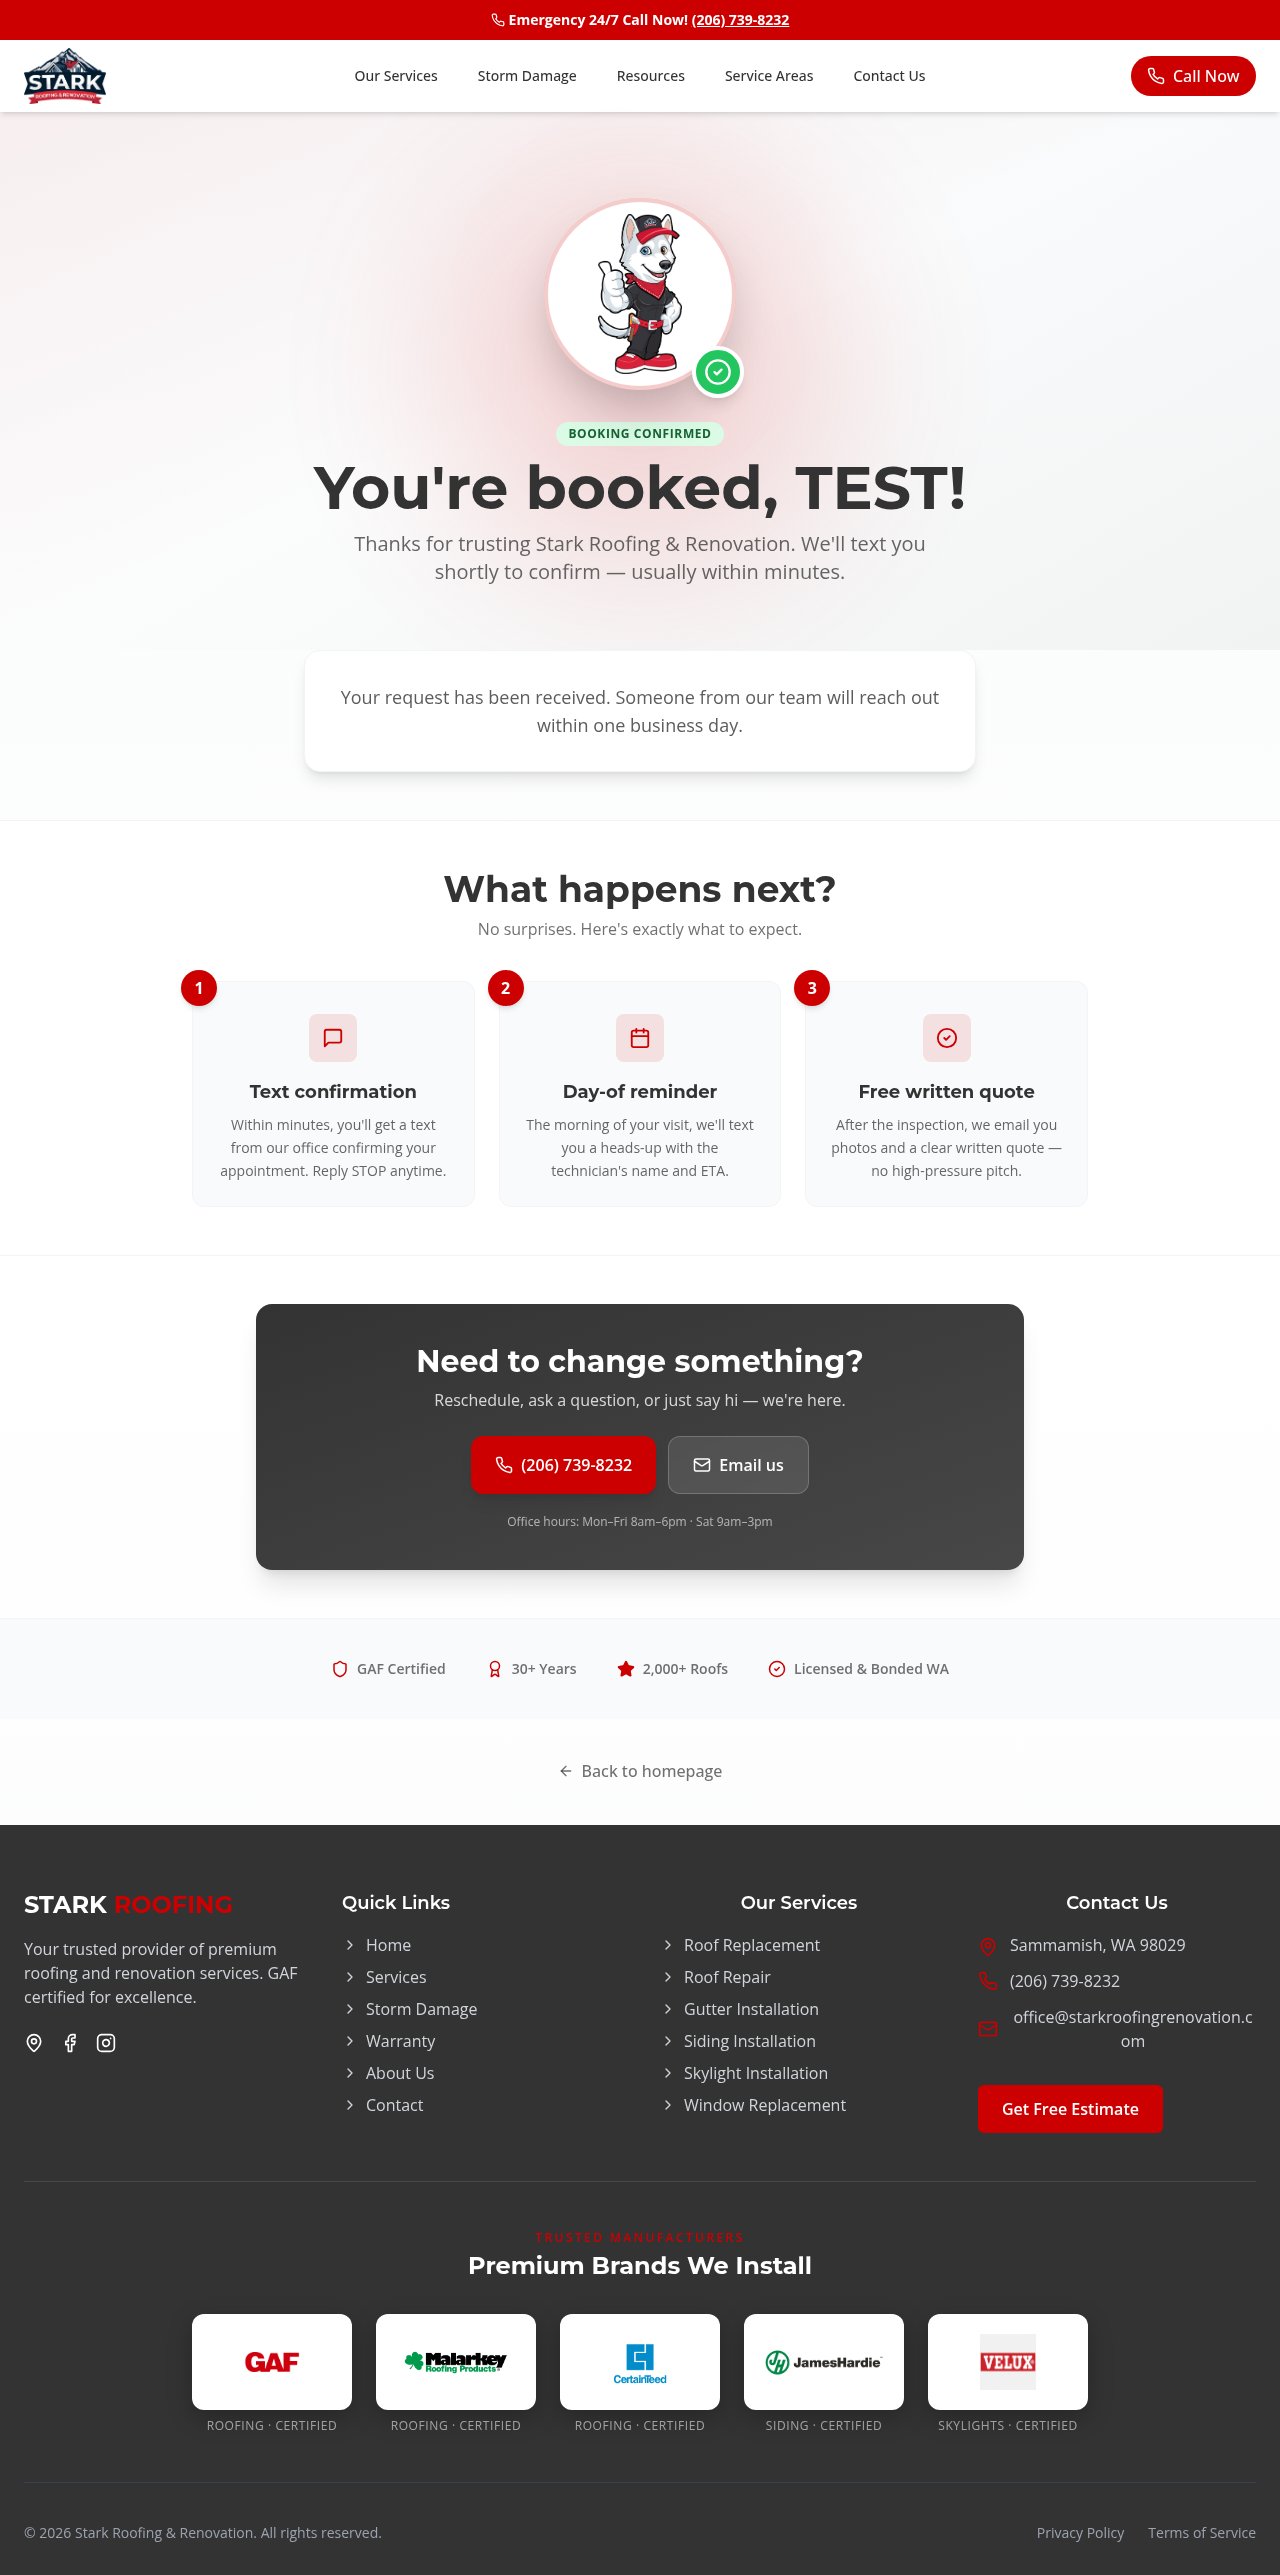 Emergency 24/7 Call Now! (206) 739-8232
STARK
ROOFING & RENOVATION
Our Services
Storm Damage
Resources
Service Areas
Contact Us
Call Now
BOOKING CONFIRMED
You're booked, TEST!
Thanks for trusting Stark Roofing & Renovation. We'll text you
shortly to confirm — usually within minutes.
Your request has been received. Someone from our team will reach out
within one business day.
What happens next?
No surprises. Here's exactly what to expect.
1
Text confirmation
Within minutes, you'll get a text
from our office confirming your
appointment. Reply STOP anytime.
2
Day-of reminder
The morning of your visit, we'll text
you a heads-up with the
technician's name and ETA.
3
Free written quote
After the inspection, we email you
photos and a clear written quote —
no high-pressure pitch.
Need to change something?
Reschedule, ask a question, or just say hi — we're here.
(206) 739-8232
Email us
Office hours: Mon–Fri 8am–6pm · Sat 9am–3pm
GAF Certified
30+ Years
2,000+ Roofs
Licensed & Bonded WA
Back to homepage
STARK ROOFING
Your trusted provider of premium
roofing and renovation services. GAF
certified for excellence.
Quick Links
Home
Services
Storm Damage
Warranty
About Us
Contact
Our Services
Roof Replacement
Roof Repair
Gutter Installation
Siding Installation
Skylight Installation
Window Replacement
Contact Us
Sammamish, WA 98029
(206) 739-8232
office@starkroofingrenovation.c
om
Get Free Estimate
TRUSTED MANUFACTURERS
Premium Brands We Install
GAF
ROOFING · CERTIFIED
Malarkey
Roofing Products
ROOFING · CERTIFIED
CertainTeed
ROOFING · CERTIFIED
JH JamesHardie
SIDING · CERTIFIED
VELUX
SKYLIGHTS · CERTIFIED
© 2026 Stark Roofing & Renovation. All rights reserved.
Privacy Policy
Terms of Service